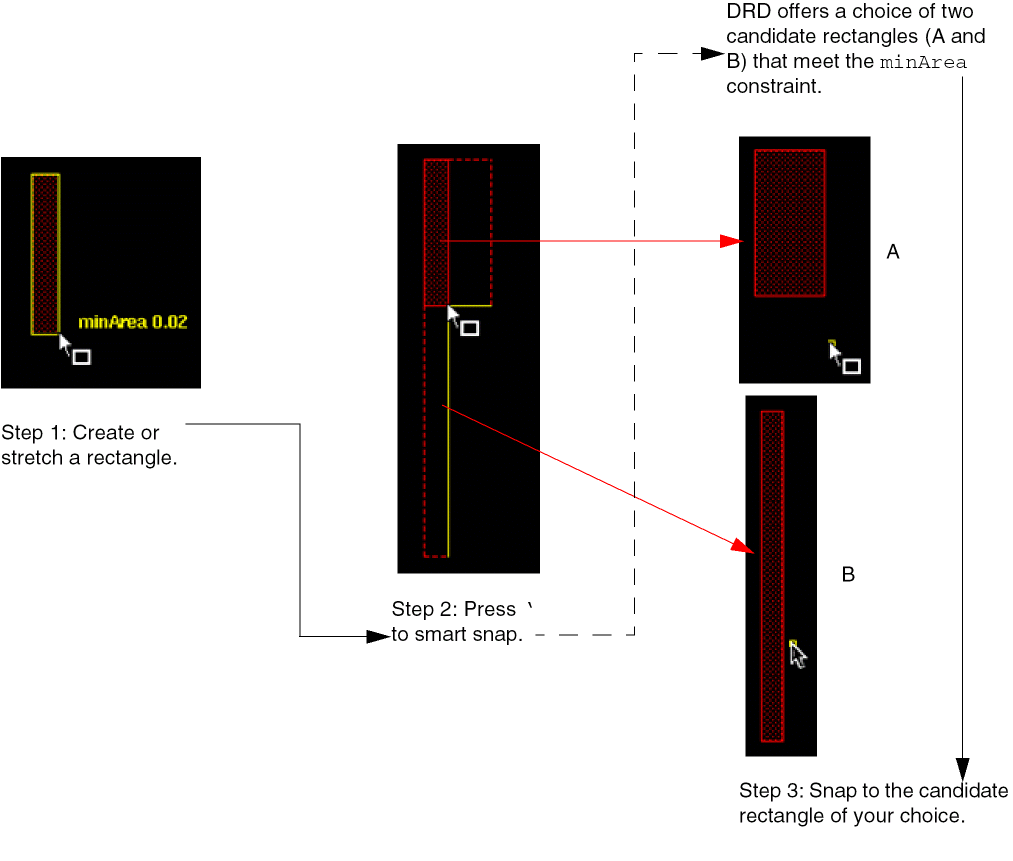 DRD offers a choice of two
candidate rectangles (A and
B) that meet the minArea
constraint.
minArea 0.02
A
Step 1: Create or
stretch a rectangle.
B
Step 2: Press `
to smart snap.
Step 3: Snap to the candidate
rectangle of your choice.